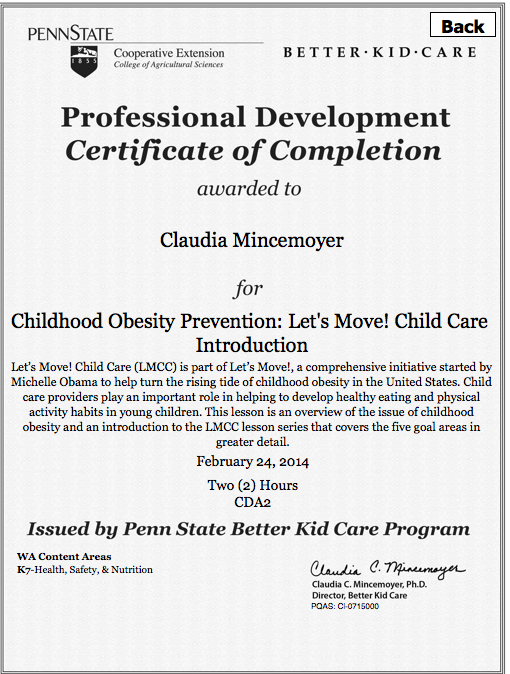 Back
PENNSTATE
1855
Cooperative Extension
College of Agricultural Sciences
BETTER·KID·CARE
Professional Development
Certificate of Completion
awarded to
Claudia Mincemoyer
for
Childhood Obesity Prevention: Let's Move! Child Care
Introduction
Let’s Move! Child Care (LMCC) is part of Let’s Move!, a comprehensive initiative started by
Michelle Obama to help turn the rising tide of childhood obesity in the United States. Child
care providers play an important role in helping to develop healthy eating and physical
activity habits in young children. This lesson is an overview of the issue of childhood
obesity and an introduction to the LMCC lesson series that covers the five goal areas in
greater detail.
February 24, 2014
Two (2) Hours
CDA2
Issued by Penn State Better Kid Care Program
WA Content Areas
K7-Health, Safety, & Nutrition
Claudia C. Mincemoyer
Claudia C. Mincemoyer, Ph.D.
Director, Better Kid Care
PQAS: CI-0715000